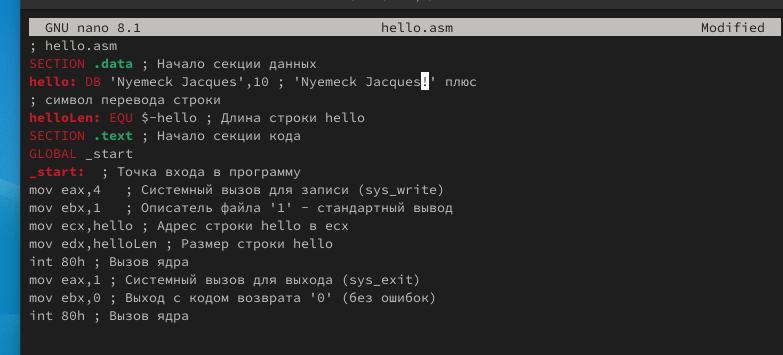 GNU nano 8.1 hello.asm Modified
; hello.asm
SECTION .data ; Начало секции данных
hello: DB 'Nyemeck Jacques',10 ; 'Nyemeck Jacques!' плюс
; символ перевода строки
helloLen: EQU $-hello ; Длина строки hello
SECTION .text ; Начало секции кода
GLOBAL _start
_start:  ; Точка входа в программу
mov eax,4   ; Системный вызов для записи (sys_write)
mov ebx,1   ; Описатель файла '1' - стандартный вывод
mov ecx,hello ; Адрес строки hello в ecx
mov edx,helloLen ; Размер строки hello
int 80h ; Вызов ядра
mov eax,1 ; Системный вызов для выхода (sys_exit)
mov ebx,0 ; Выход с кодом возврата '0' (без ошибок)
int 80h ; Вызов ядра